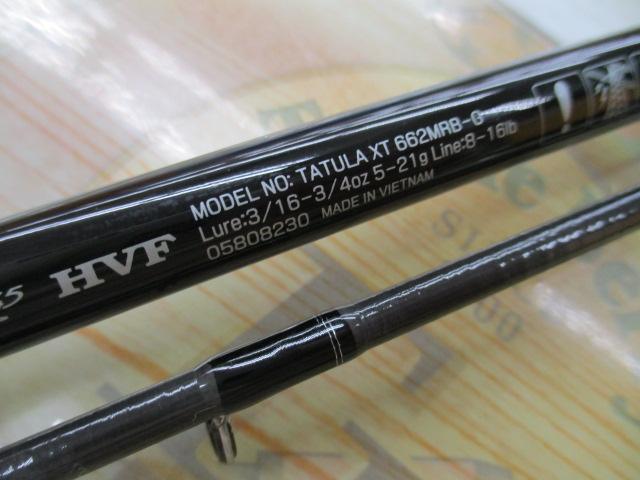 MODEL NO: TATULA XT 662MRB-G
Lure:3/16-3/4oz 5-21g Line:8-16lb
05808230 MADE IN VIETNAM
HVF